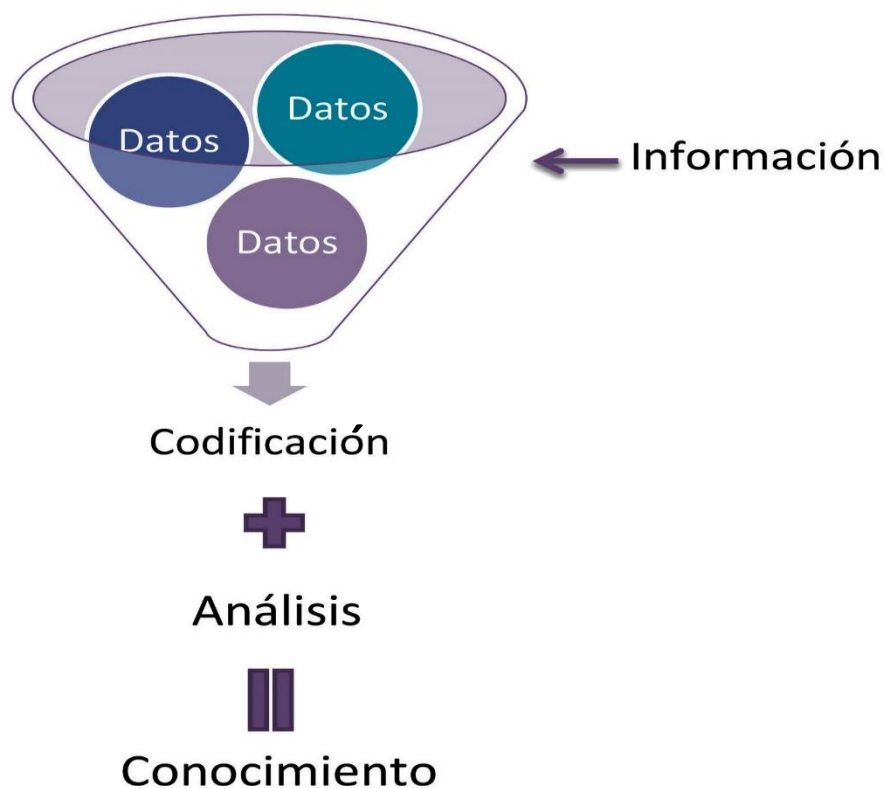 Datos
Datos
Datos
Información
Codificación
Análisis
Conocimiento